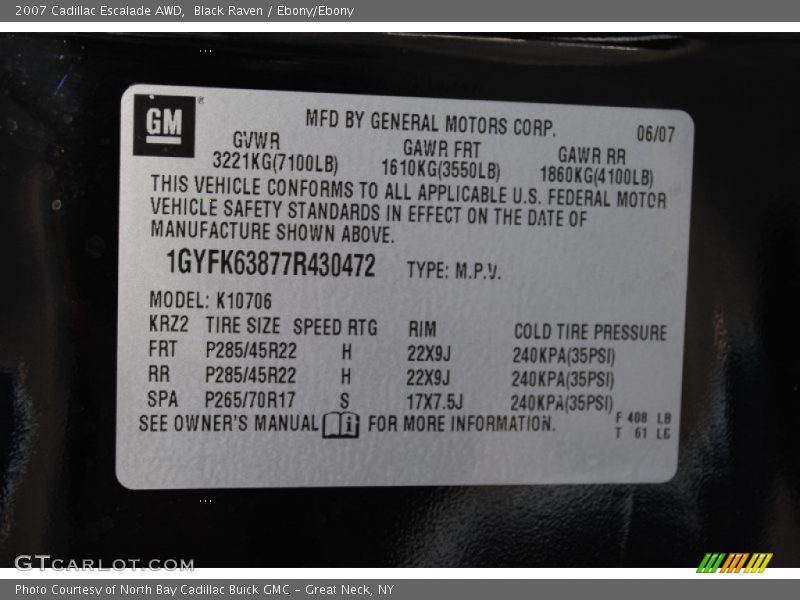 2007 Cadillac Escalade AWD, Black Raven / Ebony/Ebony
GM®
MFD BY GENERAL MOTORS CORP. 06/07
GVWR GAWR FRT GAWR RR
3221KG(7100LB) 1610KG(3550LB) 1860KG(4100LB)
THIS VEHICLE CONFORMS TO ALL APPLICABLE U.S. FEDERAL MOTOR
VEHICLE SAFETY STANDARDS IN EFFECT ON THE DATE OF
MANUFACTURE SHOWN ABOVE.
1GYFK63877R430472 TYPE: M.P.V.
MODEL: K10706
KRZ2 TIRE SIZE SPEED RTG RIM COLD TIRE PRESSURE
FRT P285/45R22 H 22X9J 240KPA(35PSI)
RR P285/45R22 H 22X9J 240KPA(35PSI)
SPA P265/70R17 S 17X7.5J 240KPA(35PSI)
SEE OWNER'S MANUAL i FOR MORE INFORMATION.
F 408 LB
T 61 LB
GTCARLOT.COM
Photo Courtesy of North Bay Cadillac Buick GMC – Great Neck, NY